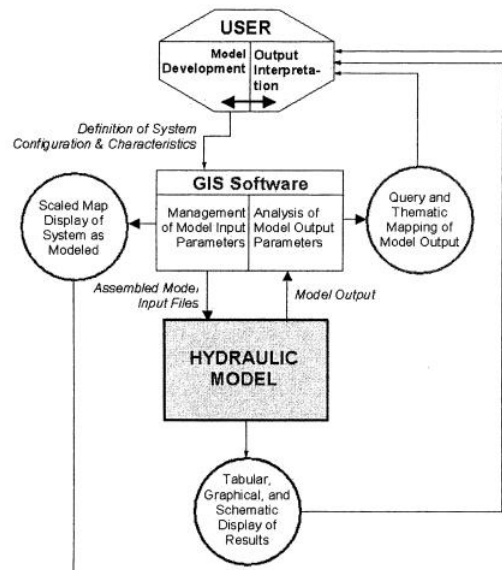 USER
Model
Development
Output
Interpreta-
tion
Definition of System
Configuration & Characteristics
GIS Software
Management
of Model Input
Parameters
Analysis of
Model Output
Parameters
Scaled Map
Display of
System as
Modeled
Query and
Thematic
Mapping of
Model Output
Assembled Model
Input Files
Model Output
HYDRAULIC
MODEL
Tabular,
Graphical, and
Schematic
Display of
Results